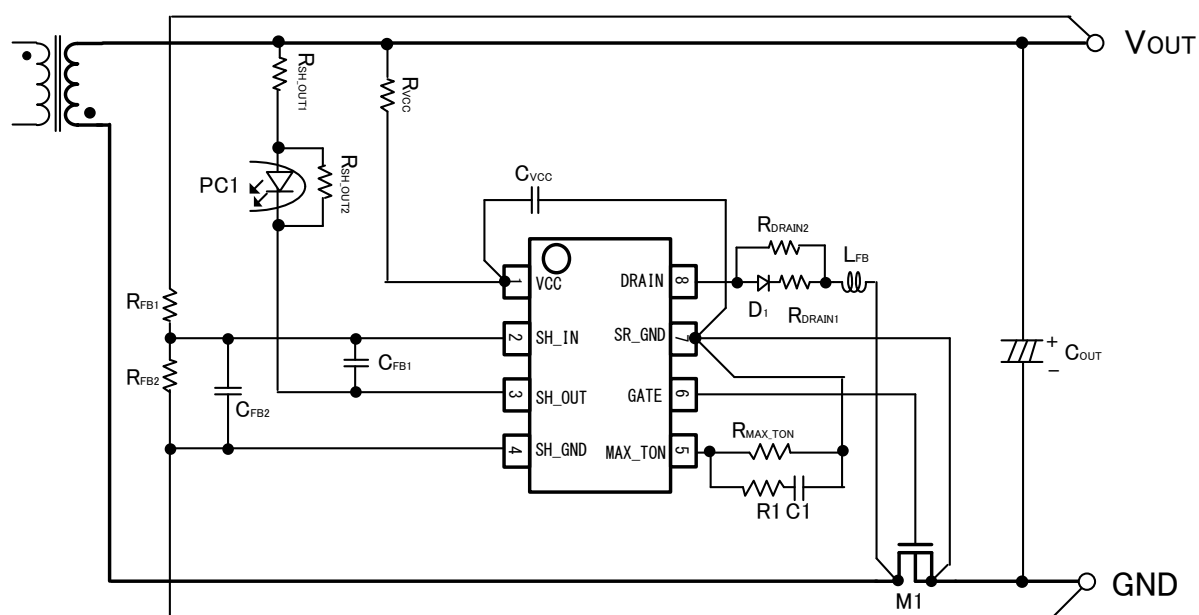 VOUT
RSH_OUT1
RVCC
PC1
RSH_OUT2
CVCC
RDRAIN2
LFB
1 VCC
DRAIN 8
D1
RDRAIN1
RFB1
2 SH_IN
SR_GND 7
CFB1
COUT
+
−
RFB2
CFB2
3 SH_OUT
GATE 6
RMAX_TON
4 SH_GND
MAX_TON 5
R1 C1
M1
GND